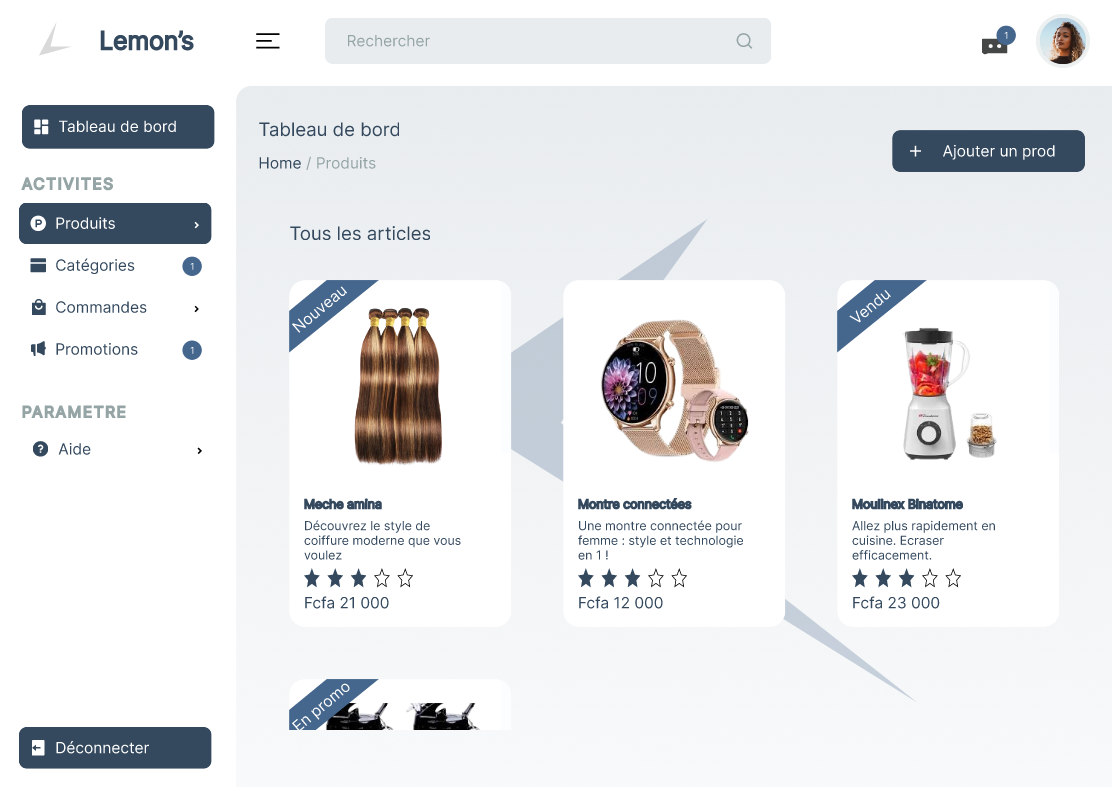 Lemon's
Rechercher
1
Tableau de bord
ACTIVITES
Produits
Catégories
1
Commandes
Promotions
1
PARAMETRE
Aide
Déconnecter
Tableau de bord
Home / Produits
+ Ajouter un prod
Tous les articles
Nouveau
Meche amina
Découvrez le style de
coiffure moderne que vous
voulez
Fcfa 21 000
10
Montre connectées
Une montre connectée pour
femme : style et technologie
en 1 !
Fcfa 12 000
Vendu
Moulinex Binatome
Allez plus rapidement en
cuisine. Ecraser
efficacement.
Fcfa 23 000
En promo